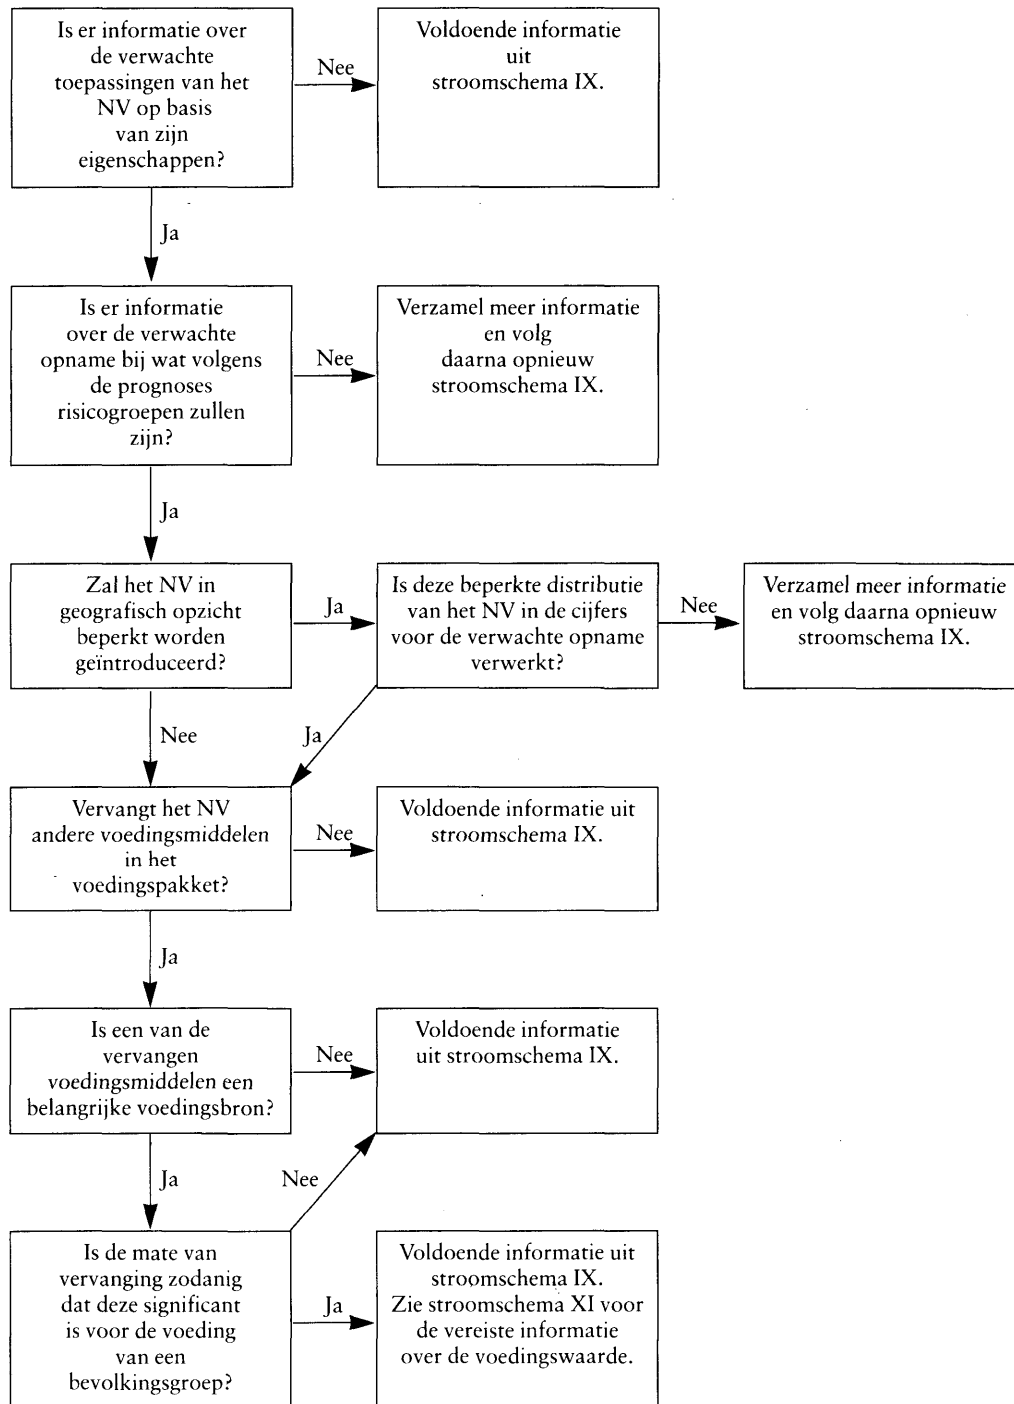 Is er informatie over
de verwachte
toepassingen van het
NV op basis
van zijn
eigenschappen?
Nee
Voldoende informatie
uit
stroomschema IX.
Ja
Is er informatie
over de verwachte
opname bij wat volgens
de prognoses
risicogroepen zullen
zijn?
Nee
Verzamel meer informatie
en volg
daarna opnieuw
stroomschema IX.
Ja
Zal het NV in
geografisch opzicht
beperkt worden
geïntroduceerd?
Ja
Is deze beperkte distributie
van het NV in de cijfers
voor de verwachte opname
verwerkt?
Nee
Verzamel meer informatie
en volg daarna opnieuw
stroomschema IX.
Nee
Ja
Vervangt het NV
andere voedingsmiddelen
in het
voedingspakket?
Nee
Voldoende informatie uit
stroomschema IX.
Ja
Is een van de
vervangen
voedingsmiddelen een
belangrijke voedingsbron?
Nee
Voldoende informatie
uit stroomschema IX.
Ja
Nee
Is de mate van
vervanging zodanig
dat deze significant
is voor de voeding
van een
bevolkingsgroep?
Ja
Voldoende informatie uit
stroomschema IX.
Zie stroomschema XI voor
de vereiste informatie
over de voedingswaarde.